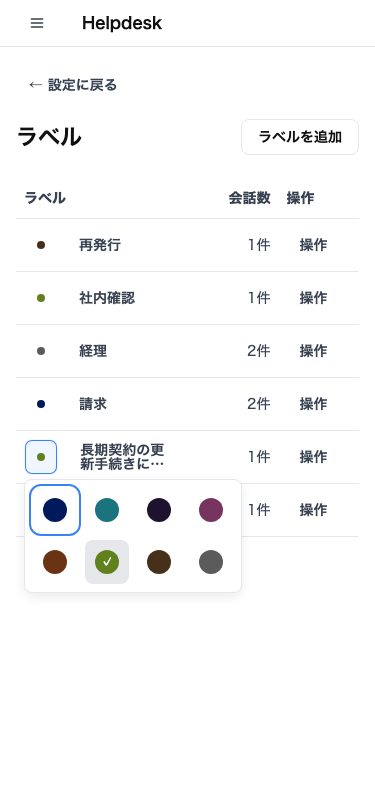 Helpdesk
← 設定に戻る
ラベル
ラベルを追加
ラベル 会話数 操作
再発行 1件 操作
社内確認 1件 操作
経理 2件 操作
請求 2件 操作
長期契約の更
新手続きに… 1件 操作
1件 操作